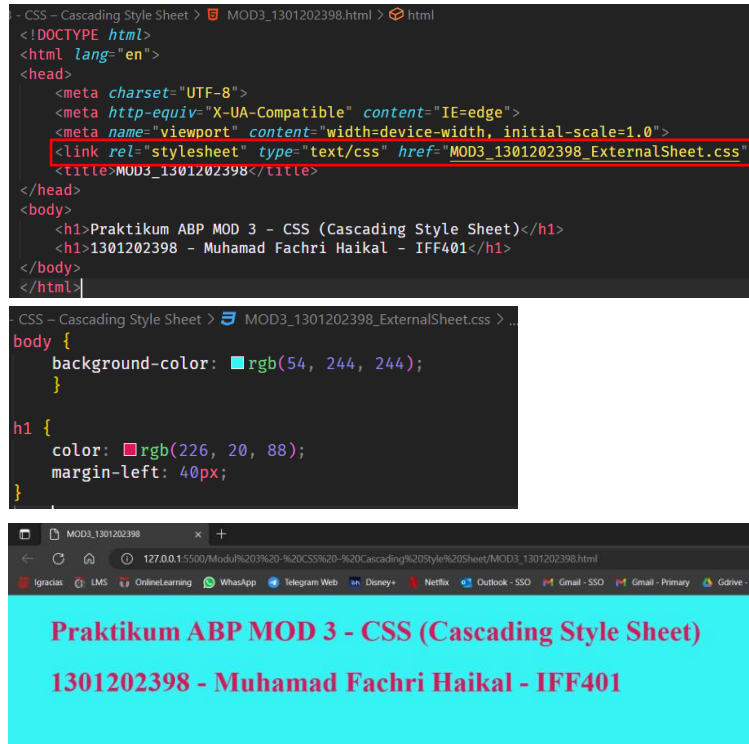 3 - CSS – Cascading Style Sheet > MOD3_1301202398.html > html
<!DOCTYPE html>
<html lang="en">
<head>
    <meta charset="UTF-8">
    <meta http-equiv="X-UA-Compatible" content="IE=edge">
    <meta name="viewport" content="width=device-width, initial-scale=1.0">
    <link rel="stylesheet" type="text/css" href="MOD3_1301202398_ExternalSheet.css"
    <title>MOD3_1301202398</title>
</head>
<body>
    <h1>Praktikum ABP MOD 3 - CSS (Cascading Style Sheet)</h1>
    <h1>1301202398 - Muhamad Fachri Haikal - IFF401</h1>
</body>
</html>
- CSS – Cascading Style Sheet > MOD3_1301202398_ExternalSheet.css > ...
body {
    background-color: rgb(54, 244, 244);
    }
h1 {
    color: rgb(226, 20, 88);
    margin-left: 40px;
}
MOD3_1301202398 × +
127.0.0.1:5500/Modul%203%20-%20CSS%20-%20Cascading%20Style%20Sheet/MOD3_1301202398.html
Igracias LMS OnlineLearning WhasApp Telegram Web Disney+ Netflix Outlook - SSO Gmail - SSO Gmail - Primary Gdrive -
Praktikum ABP MOD 3 - CSS (Cascading Style Sheet)
1301202398 - Muhamad Fachri Haikal - IFF401